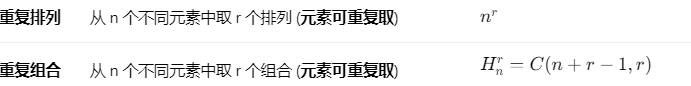 重复排列 从 n 个不同元素中取 r 个排列 (元素可重复取) $n^r$
重复组合 从 n 个不同元素中取 r 个组合 (元素可重复取) $H_n^r = C(n + r - 1, r)$